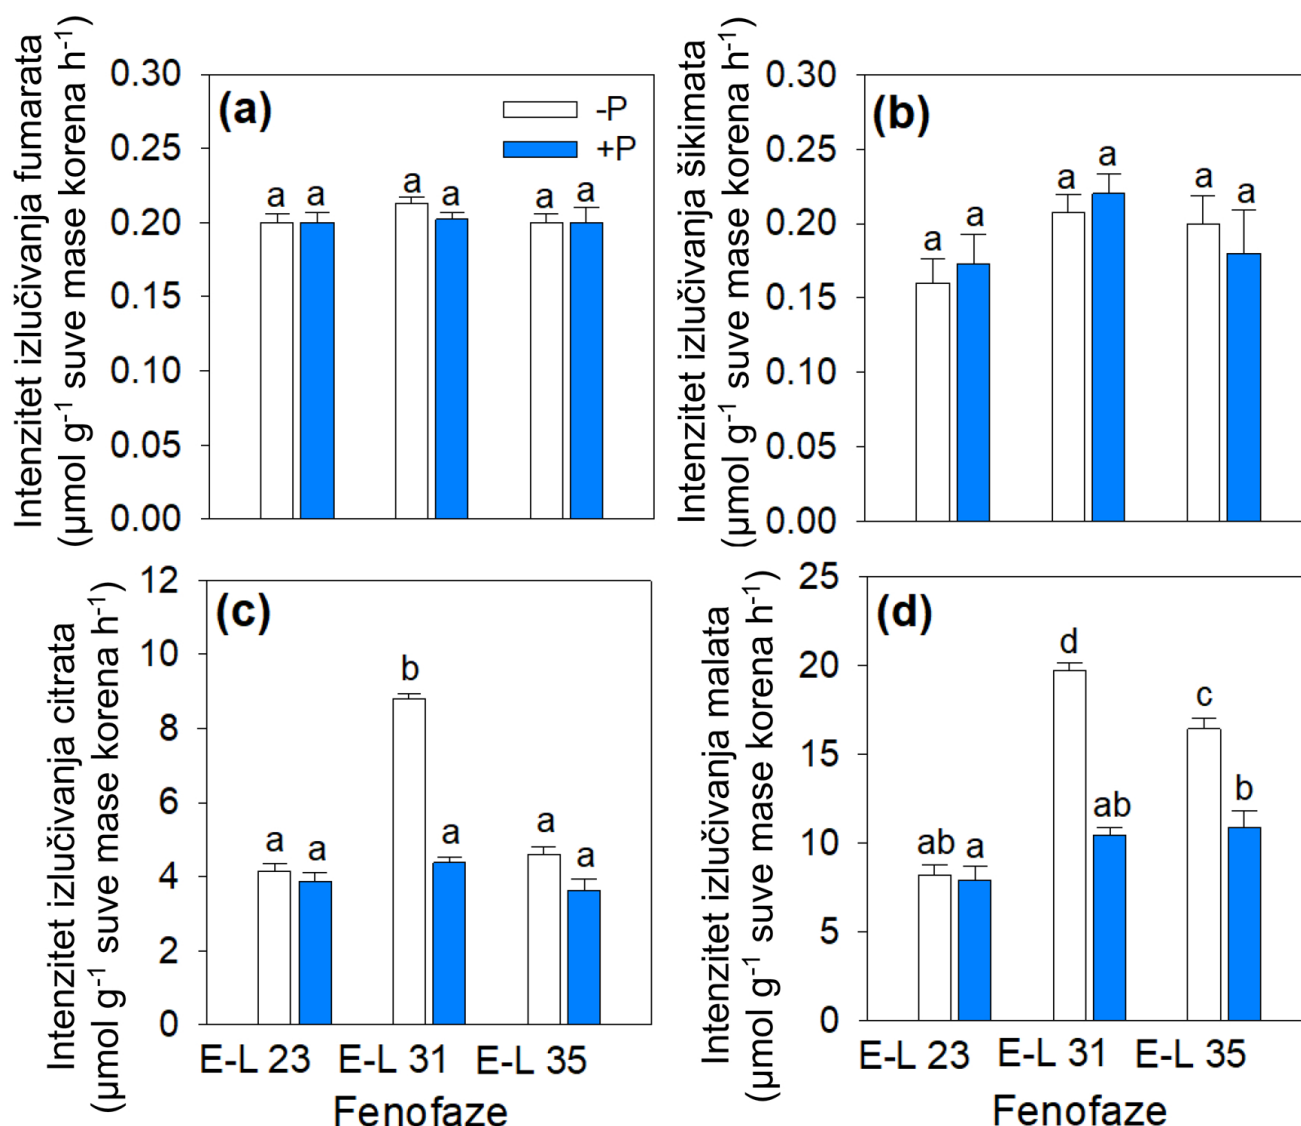 Intenzitet izlučivanja fumarata
(µmol g⁻¹ suve mase korena h⁻¹)
0.30
0.25
0.20
0.15
0.10
0.05
0.00
(a)
-P
+P
a a a a a a
Intenzitet izlučivanja šikimata
(µmol g⁻¹ suve mase korena h⁻¹)
0.30
0.25
0.20
0.15
0.10
0.05
0.00
(b)
a a a a a a
Intenzitet izlučivanja citrata
(µmol g⁻¹ suve mase korena h⁻¹)
12
10
8
6
4
2
0
(c)
a a b a a a
E-L 23 E-L 31 E-L 35
Fenofaze
Intenzitet izlučivanja malata
(µmol g⁻¹ suve mase korena h⁻¹)
25
20
15
10
5
0
(d)
ab a d ab c b
E-L 23 E-L 31 E-L 35
Fenofaze